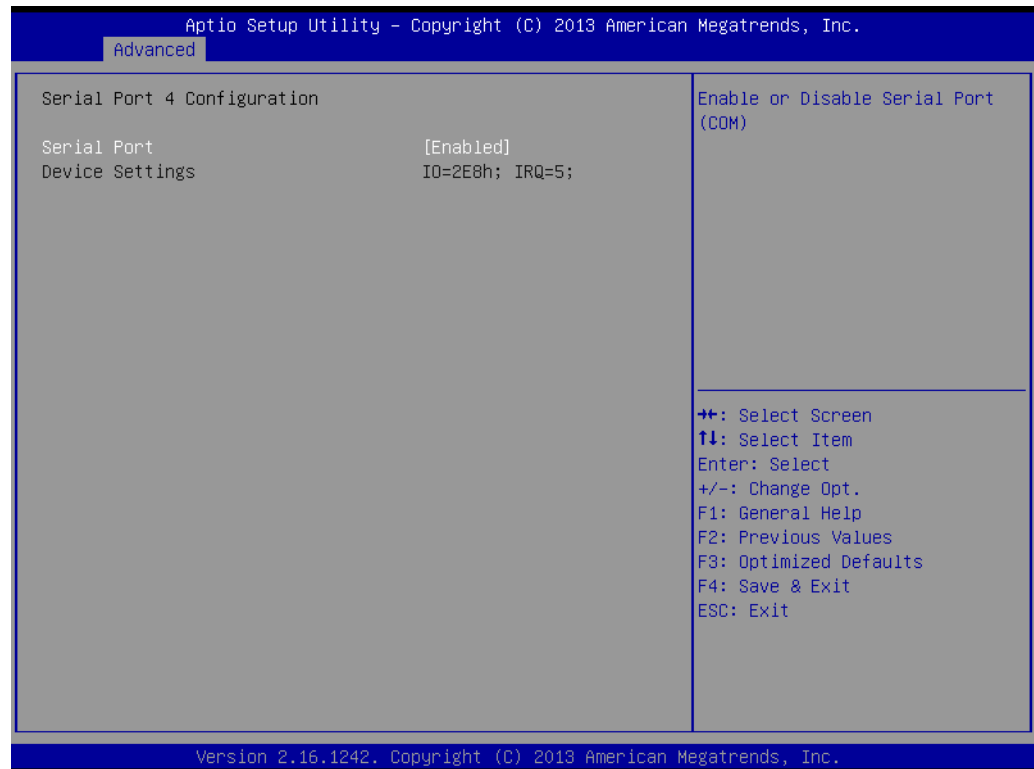 Aptio Setup Utility – Copyright (C) 2013 American Megatrends, Inc.
Advanced
Serial Port 4 Configuration
Serial Port [Enabled]
Device Settings IO=2E8h; IRQ=5;
Enable or Disable Serial Port
(COM)
→←: Select Screen
↑↓: Select Item
Enter: Select
+/-: Change Opt.
F1: General Help
F2: Previous Values
F3: Optimized Defaults
F4: Save & Exit
ESC: Exit
Version 2.16.1242. Copyright (C) 2013 American Megatrends, Inc.